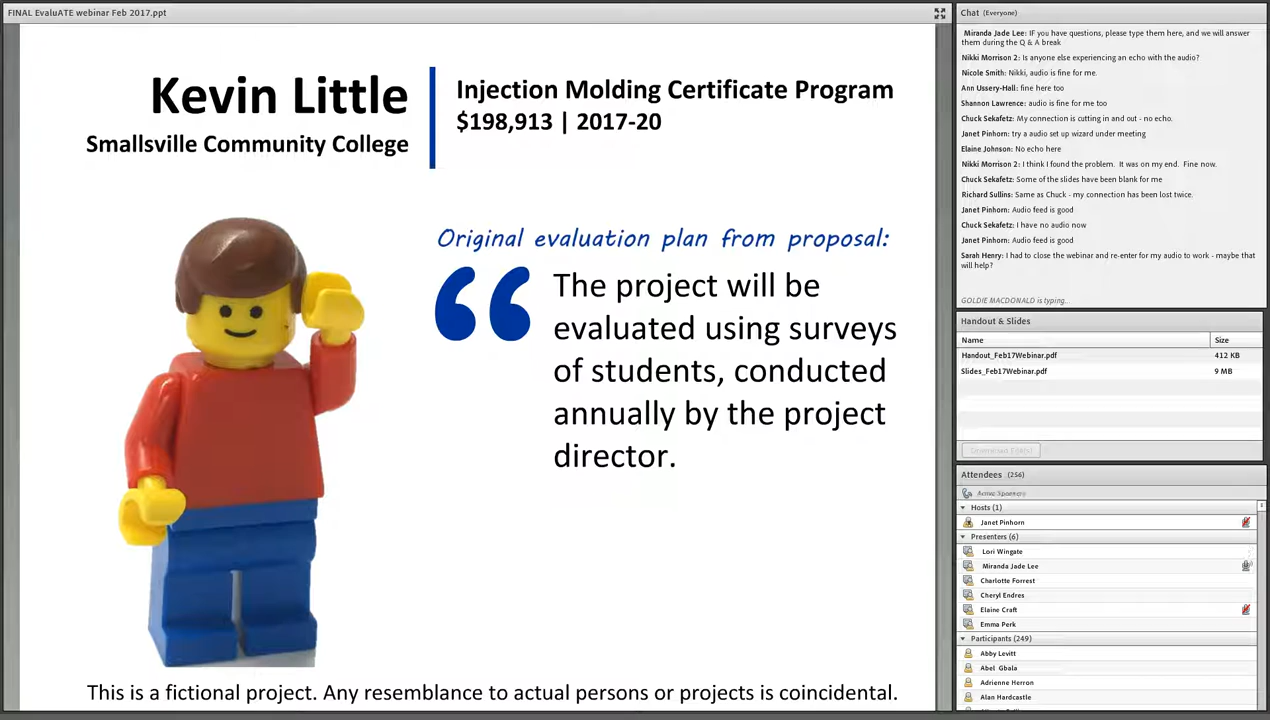 FINAL EvaluATE webinar Feb 2017.ppt
Kevin Little
Smallsville Community College
Injection Molding Certificate Program
$198,913 | 2017-20
Original evaluation plan from proposal:
“
The project will be
evaluated using surveys
of students, conducted
annually by the project
director.
This is a fictional project. Any resemblance to actual persons or projects is coincidental.
Chat (Everyone)
Miranda Jade Lee: IF you have questions, please type them here, and we will answer
them during the Q & A break
Nikki Morrison 2: Is anyone else experiencing an echo with the audio?
Nicole Smith: Nikki, audio is fine for me.
Ann Ussery-Hall: fine here too
Shannon Lawrence: audio is fine for me too
Chuck Sekafetz: My connection is cutting in and out - no echo.
Janet Pinhorn: try a audio set up wizard under meeting
Elaine Johnson: No echo here
Nikki Morrison 2: I think I found the problem. It was on my end. Fine now.
Chuck Sekafetz: Some of the slides have been blank for me
Richard Sullins: Same as Chuck - my connection has been lost twice.
Janet Pinhorn: Audio feed is good
Chuck Sekafetz: I have no audio now
Janet Pinhorn: Audio feed is good
Sarah Henry: I had to close the webinar and re-enter for my audio to work - maybe that
will help?
GOLDIE MACDONALD is typing..
Handout & Slides
Name Size
Handout_Feb17Webinar.pdf 412 KB
Slides_Feb17Webinar.pdf 9 MB
Download File(s)
Attendees (256)
Active Speakers
Hosts (1)
Janet Pinhorn
Presenters (6)
Lori Wingate
Miranda Jade Lee
Charlotte Forrest
Cheryl Endres
Elaine Craft
Emma Perk
Participants (249)
Abby Levitt
Abel Gbala
Adrienne Herron
Alan Hardcastle